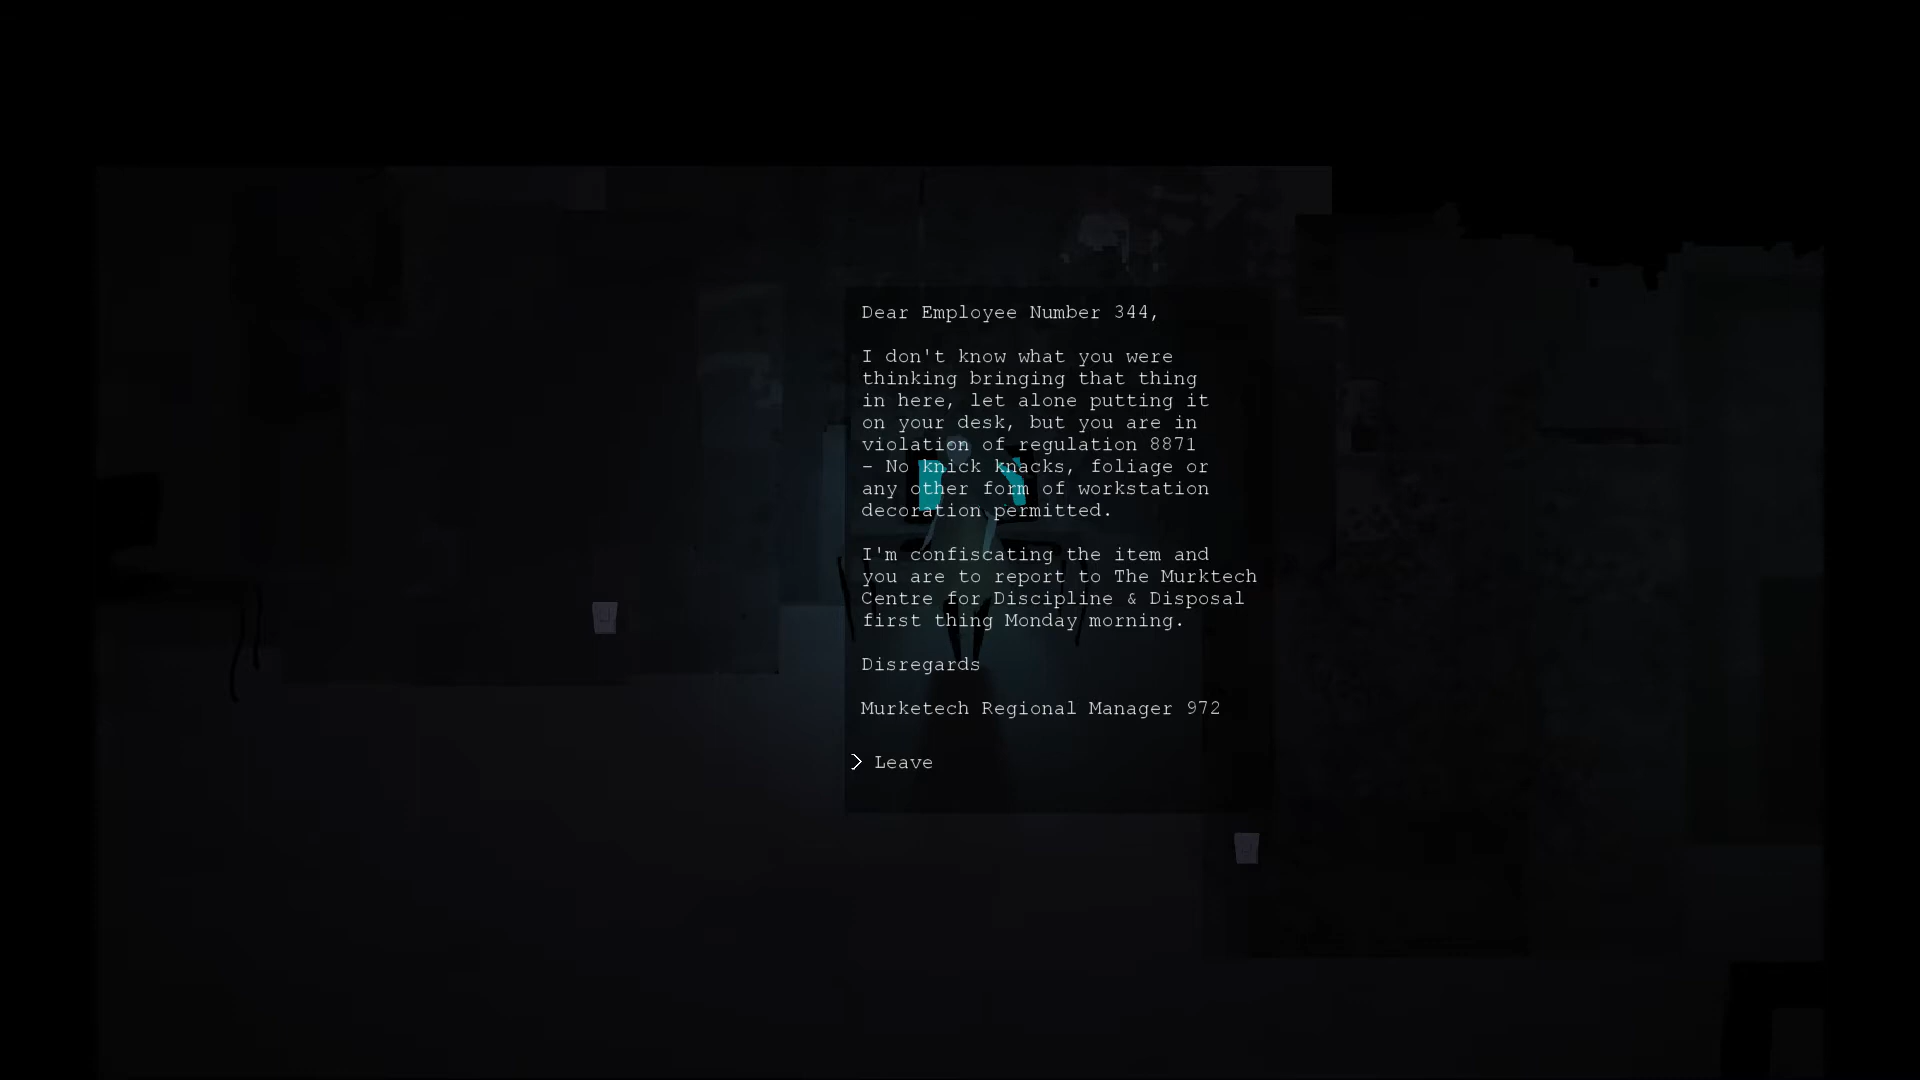 Dear Employee Number 344,
I don't know what you were
thinking bringing that thing
in here, let alone putting it
on your desk, but you are in
violation of regulation 8871
- No knick knacks, foliage or
any other form of workstation
decoration permitted.
I'm confiscating the item and
you are to report to The Murktech
Centre for Discipline & Disposal
first thing Monday morning.
Disregards
Murketech Regional Manager 972
> Leave